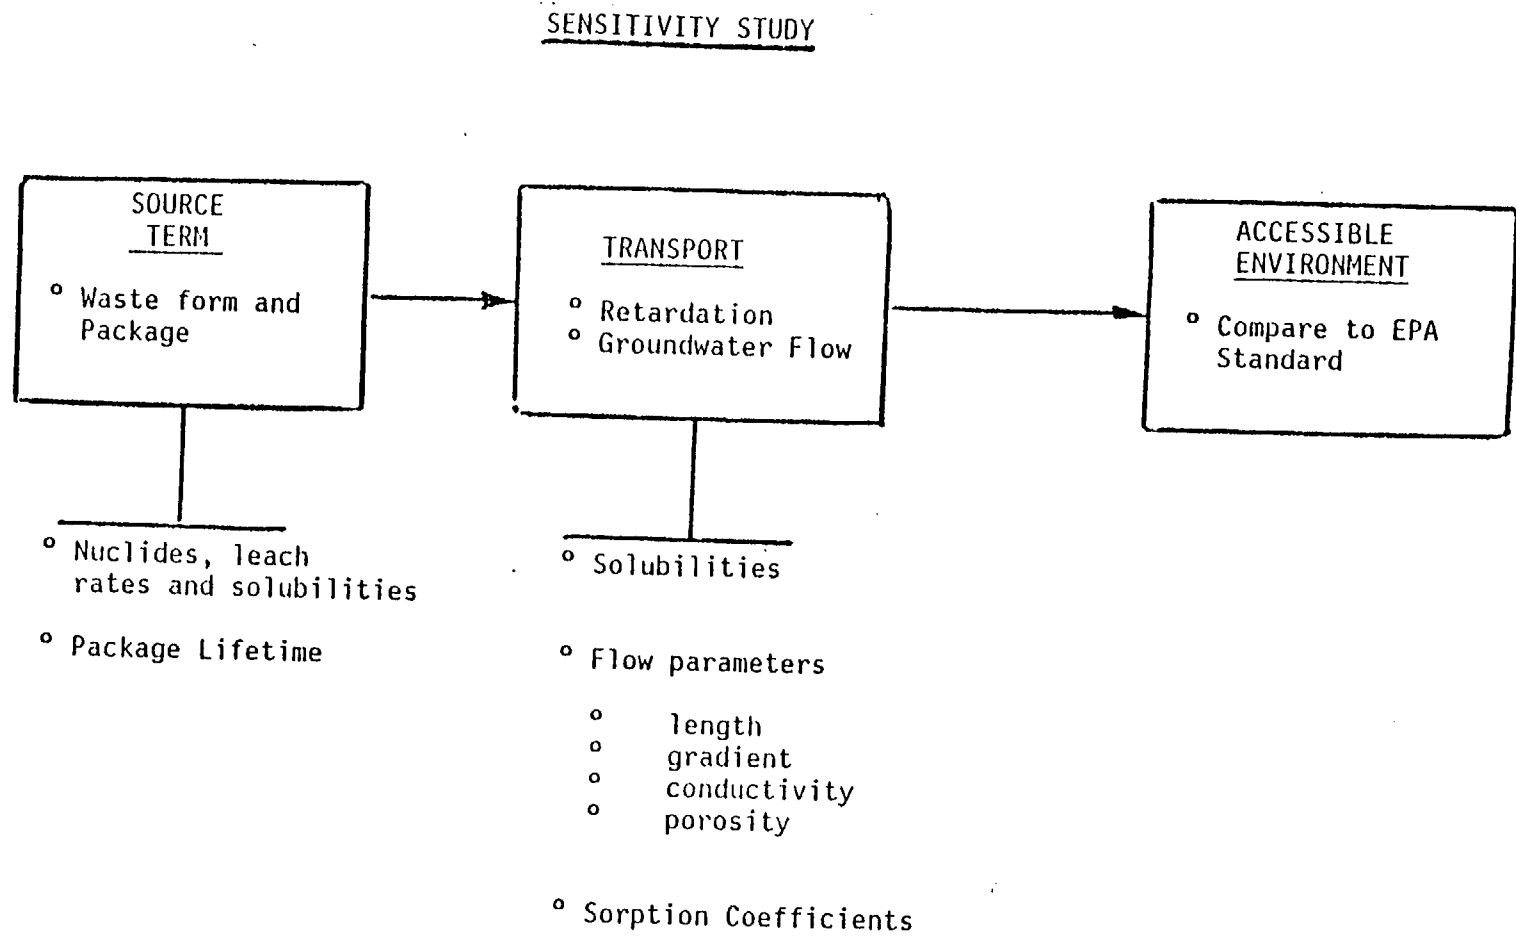 SENSITIVITY STUDY
SOURCE
TERM
o Waste form and
Package
TRANSPORT
o Retardation
o Groundwater Flow
ACCESSIBLE
ENVIRONMENT
o Compare to EPA
Standard
o Nuclides, leach
rates and solubilities
o Package Lifetime
o Solubilities
o Flow parameters
o length
o gradient
o conductivity
o porosity
o Sorption Coefficients